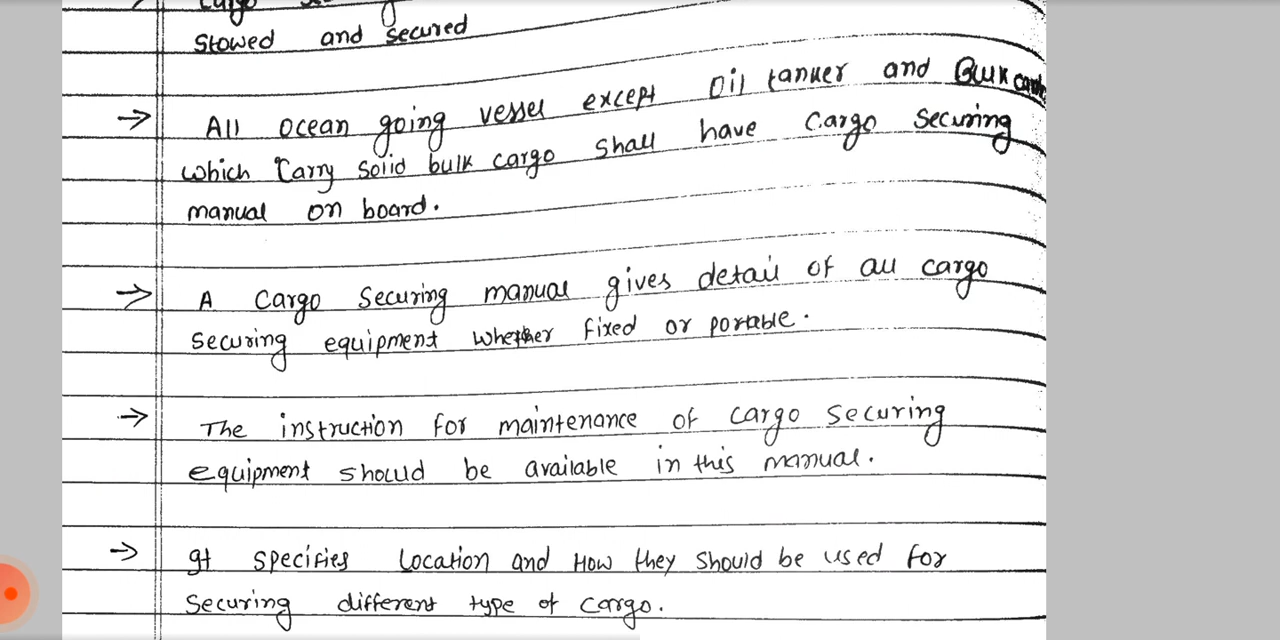 Stowed and secured
→ All ocean going vessel except Oil tanker and Bulk
which Carry solid bulk cargo shall have cargo securing
manual on board.
→ A cargo securing manual gives detail of all cargo
securing equipment whether fixed or portable.
→ The instruction for maintenance of cargo securing
equipment should be available in this manual.
→ It specifies location and How they should be used for
securing different type of cargo.